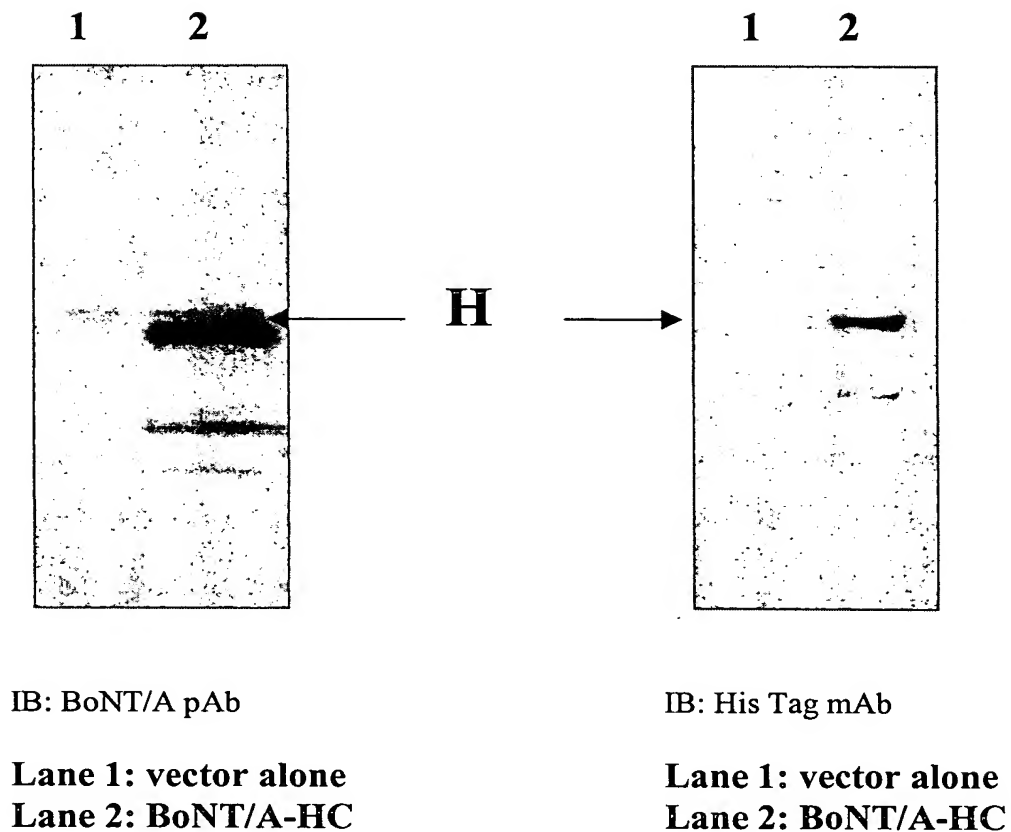 1 2
1 2
H
IB: BoNT/A pAb
Lane 1: vector alone
Lane 2: BoNT/A-HC
IB: His Tag mAb
Lane 1: vector alone
Lane 2: BoNT/A-HC